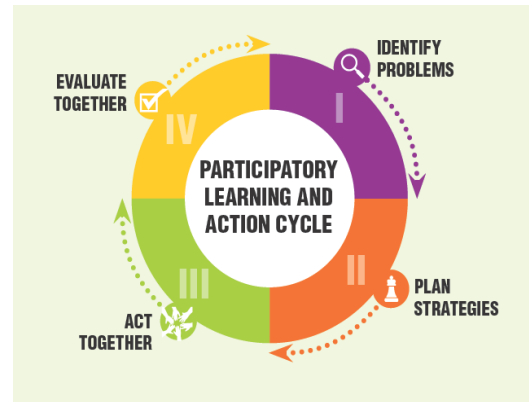 IDENTIFY
PROBLEMS
I
EVALUATE
TOGETHER
IV
PARTICIPATORY
LEARNING AND
ACTION CYCLE
II
PLAN
STRATEGIES
III
ACT
TOGETHER